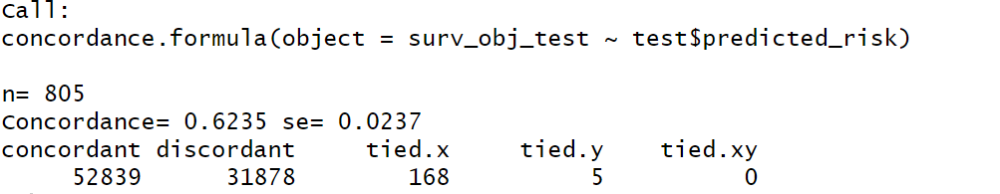 Call:
concordance.formula(object = surv_obj_test ~ test$predicted_risk)
n= 805
Concordance= 0.6235 se= 0.0237
concordant discordant     tied.x     tied.y    tied.xy
     52839      31878        168          5          0